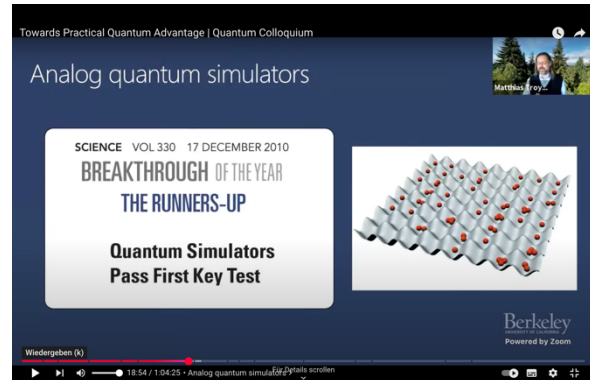 Towards Practical Quantum Advantage | Quantum Colloquium
Analog quantum simulators
Matthias Troy...
SCIENCE VOL 330 17 DECEMBER 2010
BREAKTHROUGH OF THE YEAR
THE RUNNERS-UP
Quantum Simulators
Pass First Key Test
Berkeley
UNIVERSITY OF CALIFORNIA
Powered by Zoom
Wiedergeben (k)
18:54 / 1:04:25 • Analog quantum simulators >
Für Details scrollen